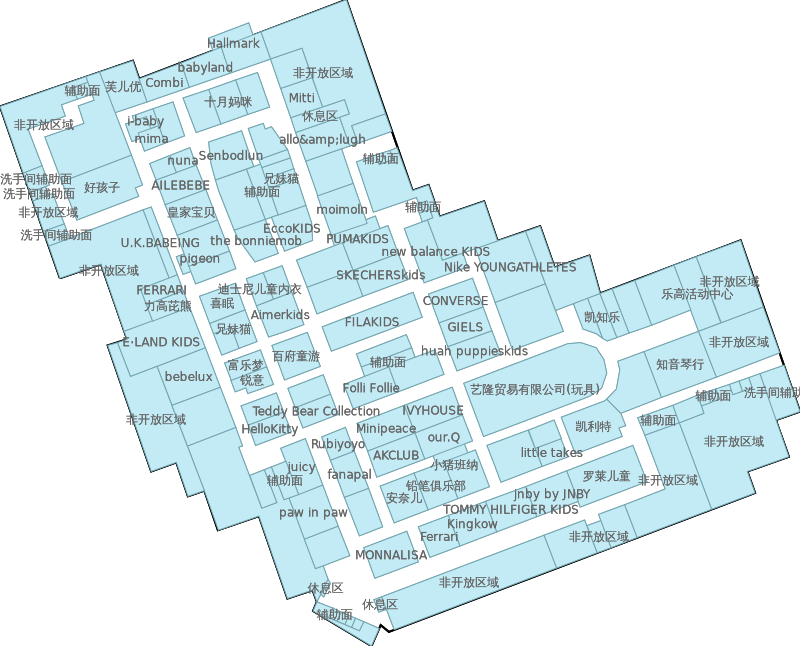 Hallmark
babyland
Combi
芙儿优
辅助面
非开放区域
十月妈咪
Mitti
非开放区域
休息区
i-baby
mima
allo&amp;lugh
辅助面
nuna
Senbodlun
洗手间辅助面
洗手间辅助面
好孩子
AILEBEBE
兄妹猫
辅助面
非开放区域
皇家宝贝
moimoln
辅助面
洗手间辅助面
EccoKIDS
U.K.BABEING
the bonniemob
PUMAKIDS
pigeon
new balance KIDS
非开放区域
SKECHERSkids
Nike YOUNGATHLETES
FERRARI
迪士尼儿童内衣
非开放区域
乐高活动中心
力高芘熊
喜眠
CONVERSE
Aimerkids
凯知乐
兄妹猫
FILAKIDS
GIELS
E·LAND KIDS
非开放区域
百府童游
huah puppieskids
富乐梦
辅助面
知音琴行
bebelux
锐意
Folli Follie
艺隆贸易有限公司(玩具)
洗手间辅助
辅助面
Teddy Bear Collection
IVYHOUSE
非开放区域
HelloKitty
Minipeace
凯利特
辅助面
Rubiyoyo
our.Q
非开放区域
little takes
AKCLUB
juicy
小猪班纳
fanapal
辅助面
罗莱儿童
非开放区域
铅笔俱乐部
安奈儿
Jnby by JNBY
paw in paw
TOMMY HILFIGER KIDS
Kingkow
Ferrari
非开放区域
MONNALISA
非开放区域
休息区
休息区
辅助面